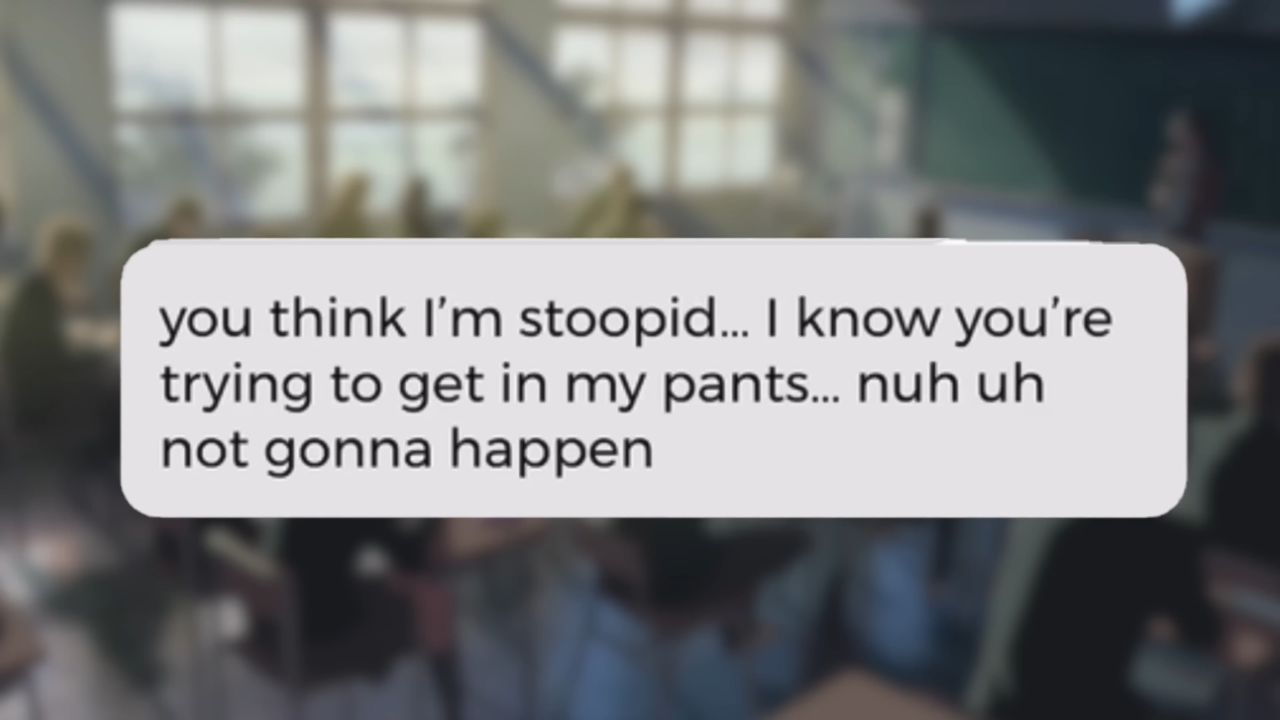 you think I’m stoopid... I know you’re
trying to get in my pants... nuh uh
not gonna happen